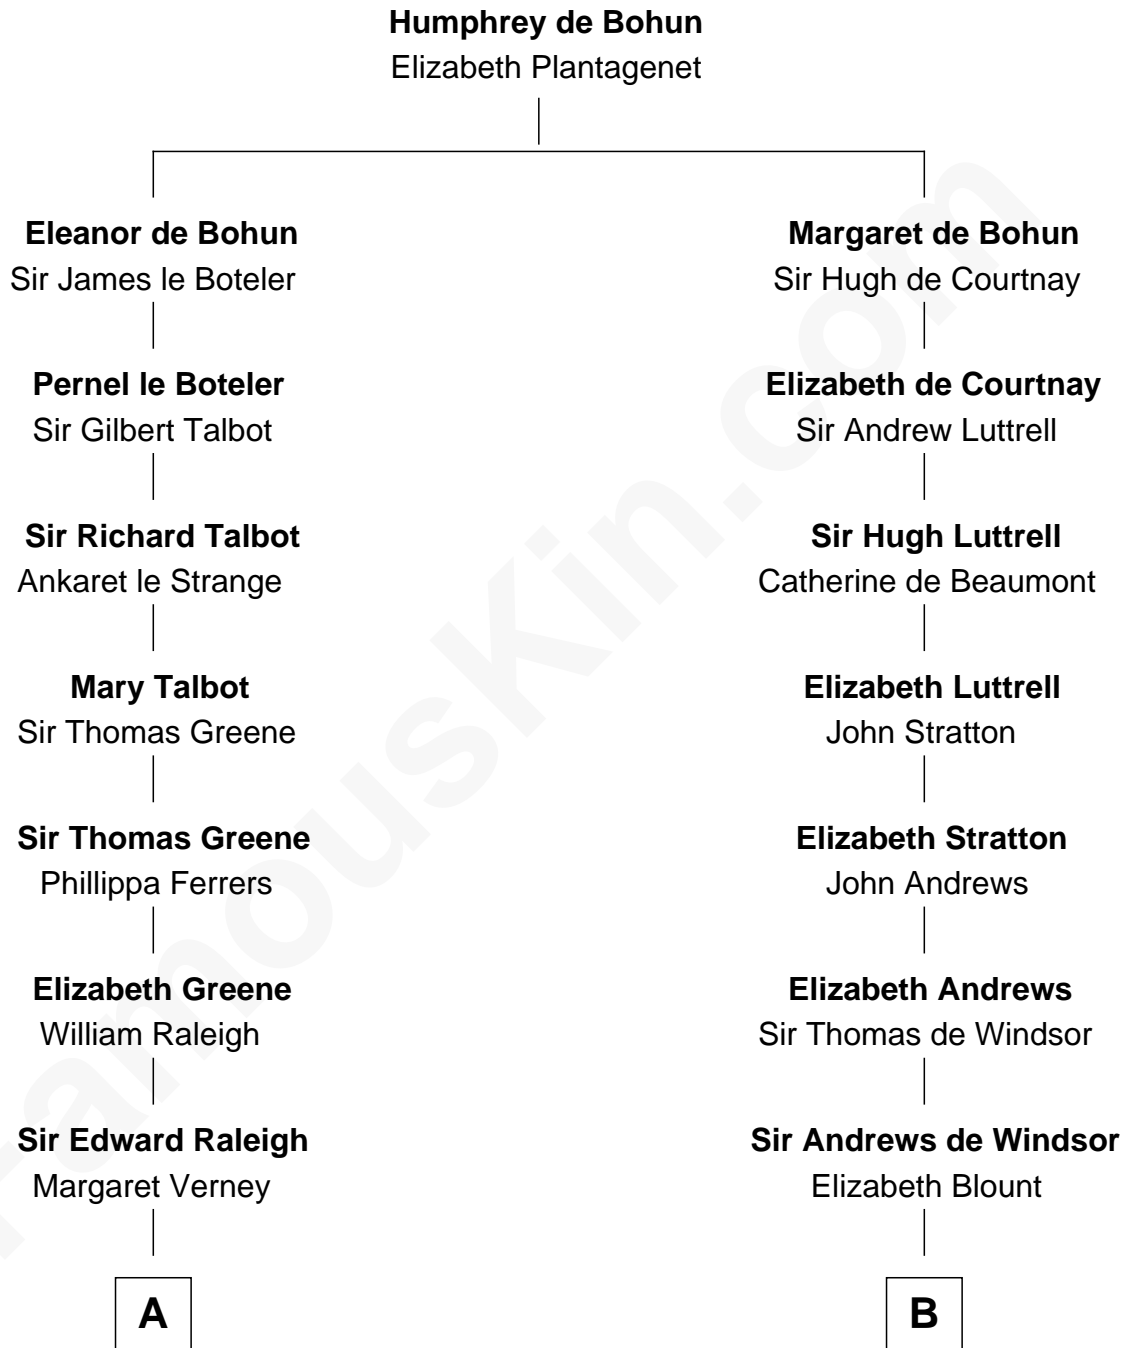 Humphrey de Bohun
Elizabeth Plantagenet
Eleanor de Bohun
Sir James le Boteler
Pernel le Boteler
Sir Gilbert Talbot
Sir Richard Talbot
Ankaret le Strange
Mary Talbot
Sir Thomas Greene
Sir Thomas Greene
Phillippa Ferrers
Elizabeth Greene
William Raleigh
Sir Edward Raleigh
Margaret Verney
A
Margaret de Bohun
Sir Hugh de Courtnay
Elizabeth de Courtnay
Sir Andrew Luttrell
Sir Hugh Luttrell
Catherine de Beaumont
Elizabeth Luttrell
John Stratton
Elizabeth Stratton
John Andrews
Elizabeth Andrews
Sir Thomas de Windsor
Sir Andrews de Windsor
Elizabeth Blount
B
FamousKin.com